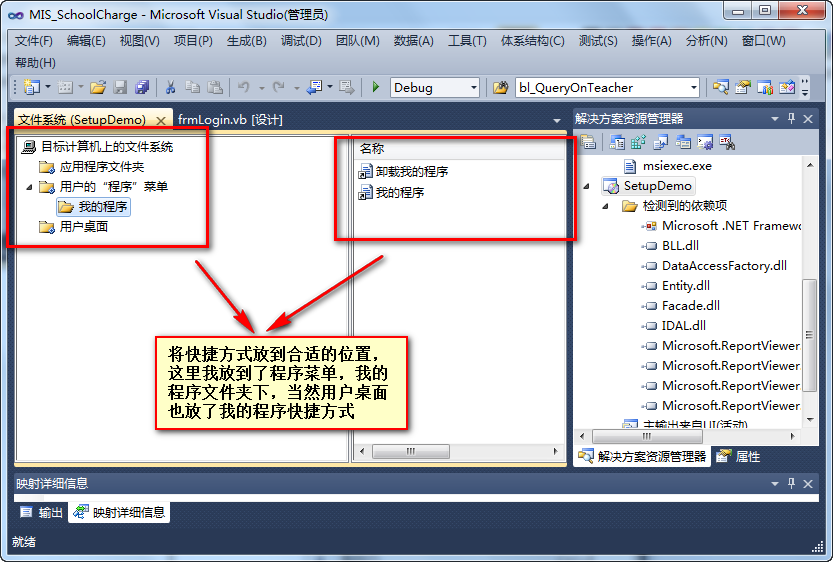 MIS_SchoolCharge - Microsoft Visual Studio(管理员)
文件(F) 编辑(E) 视图(V) 项目(P) 生成(B) 调试(D) 团队(M) 数据(A) 工具(T) 体系结构(C) 测试(S) 操作(A) 分析(N) 窗口(W)
帮助(H)
Debug bl_QueryOnTeacher
文件系统 (SetupDemo) frmLogin.vb [设计]
目标计算机上的文件系统
应用程序文件夹
用户的“程序”菜单
我的程序
用户桌面
名称
卸载我的程序
我的程序
将快捷方式放到合适的位置，
这里我放到了程序菜单，我的
程序文件夹下，当然用户桌面
也放了我的程序快捷方式
解决方案资源管理器
msiexec.exe
SetupDemo
检测到的依赖项
Microsoft .NET Framewo
BLL.dll
DataAccessFactory.dll
Entity.dll
Facade.dll
IDAL.dll
Microsoft.ReportViewer
Microsoft.ReportViewer
Microsoft.ReportViewer
Microsoft.ReportViewer
主输出来自UI(活动)
解决方案资源管理器 属性
映射详细信息
输出 映射详细信息
就绪